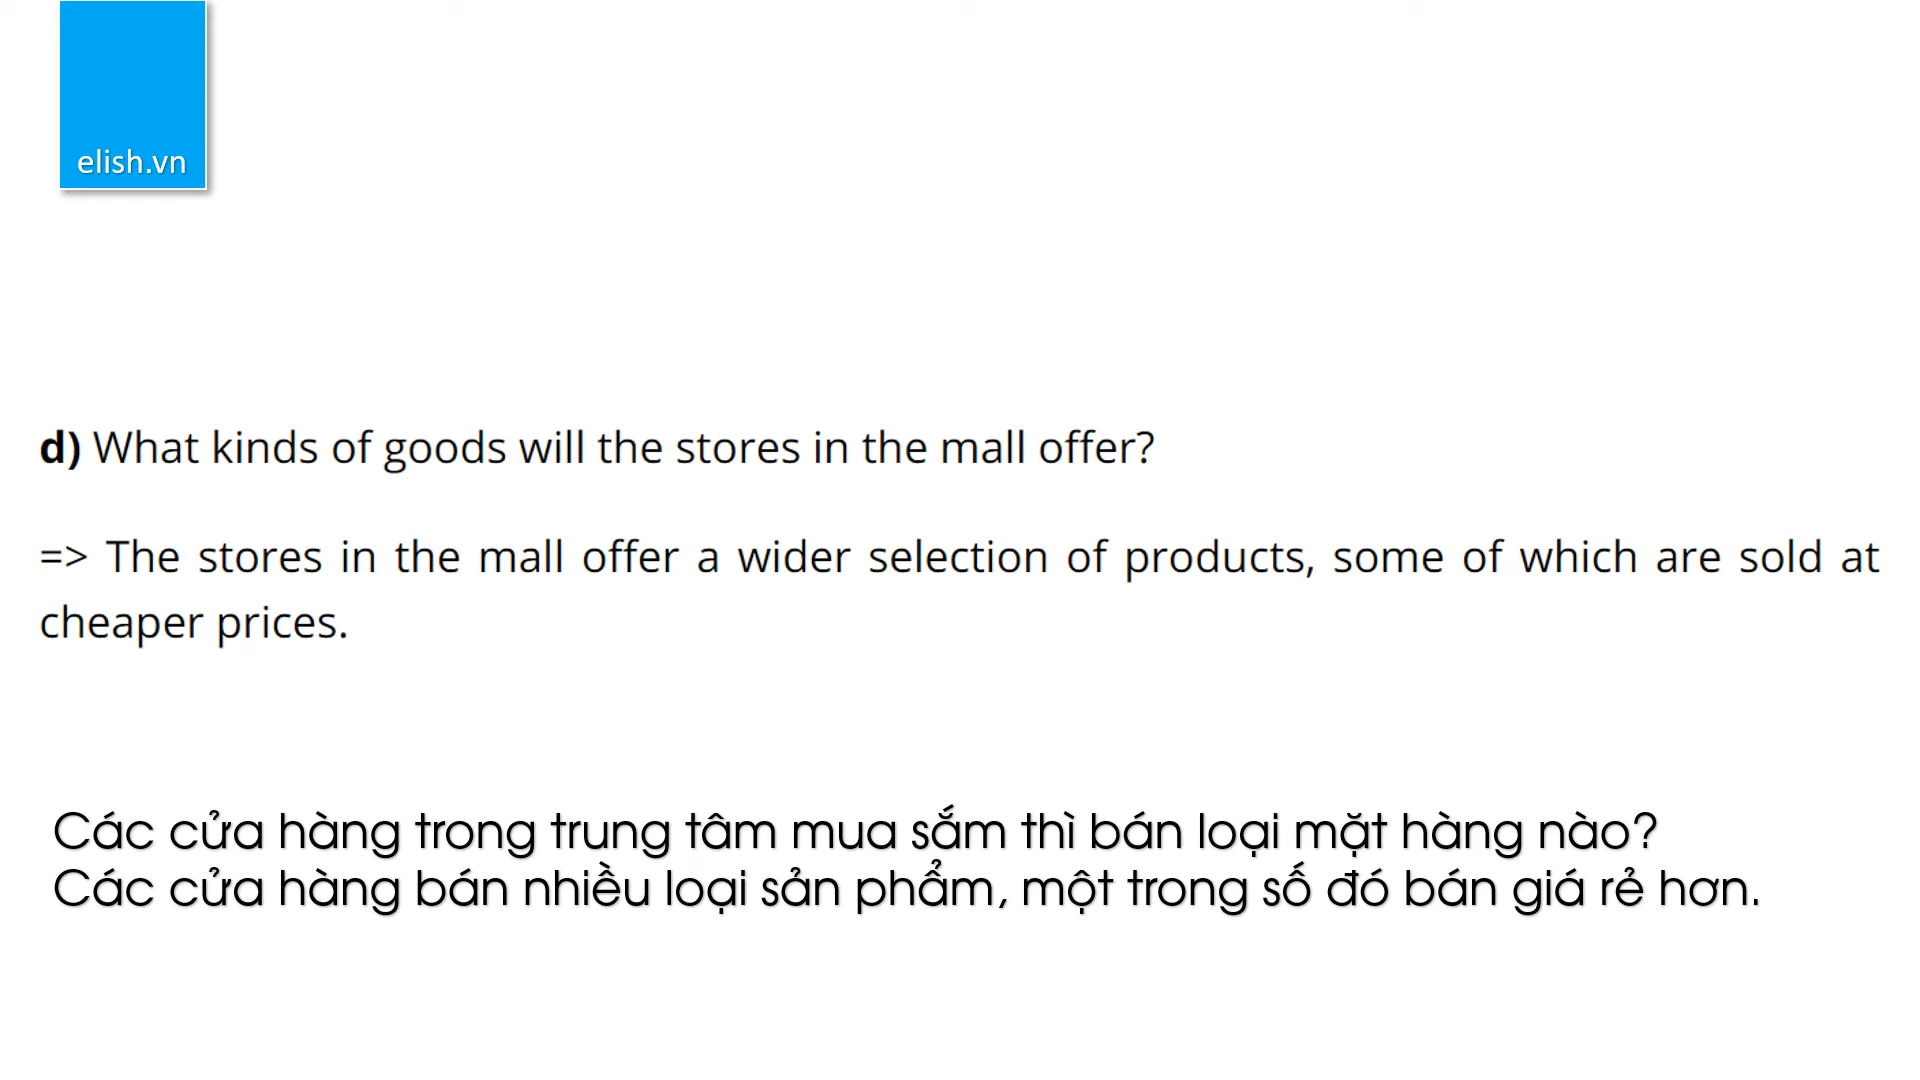 elish.vn
d) What kinds of goods will the stores in the mall offer?
=> The stores in the mall offer a wider selection of products, some of which are sold at
cheaper prices.
Các cửa hàng trong trung tâm mua sắm thì bán loại mặt hàng nào?
Các cửa hàng bán nhiều loại sản phẩm, một trong số đó bán giá rẻ hơn.